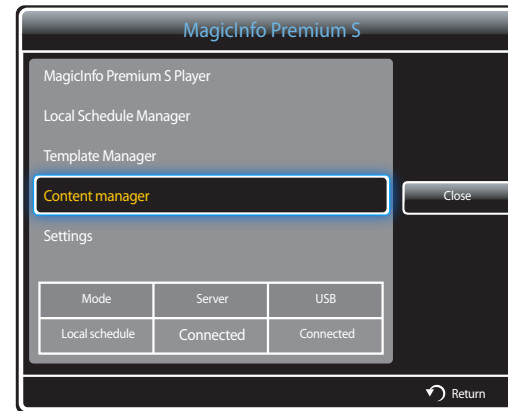 MagicInfo Premium S
MagicInfo Premium S Player
Local Schedule Manager
Template Manager
Content manager
Close
Settings
Mode Server USB
Local schedule Connected Connected
Return